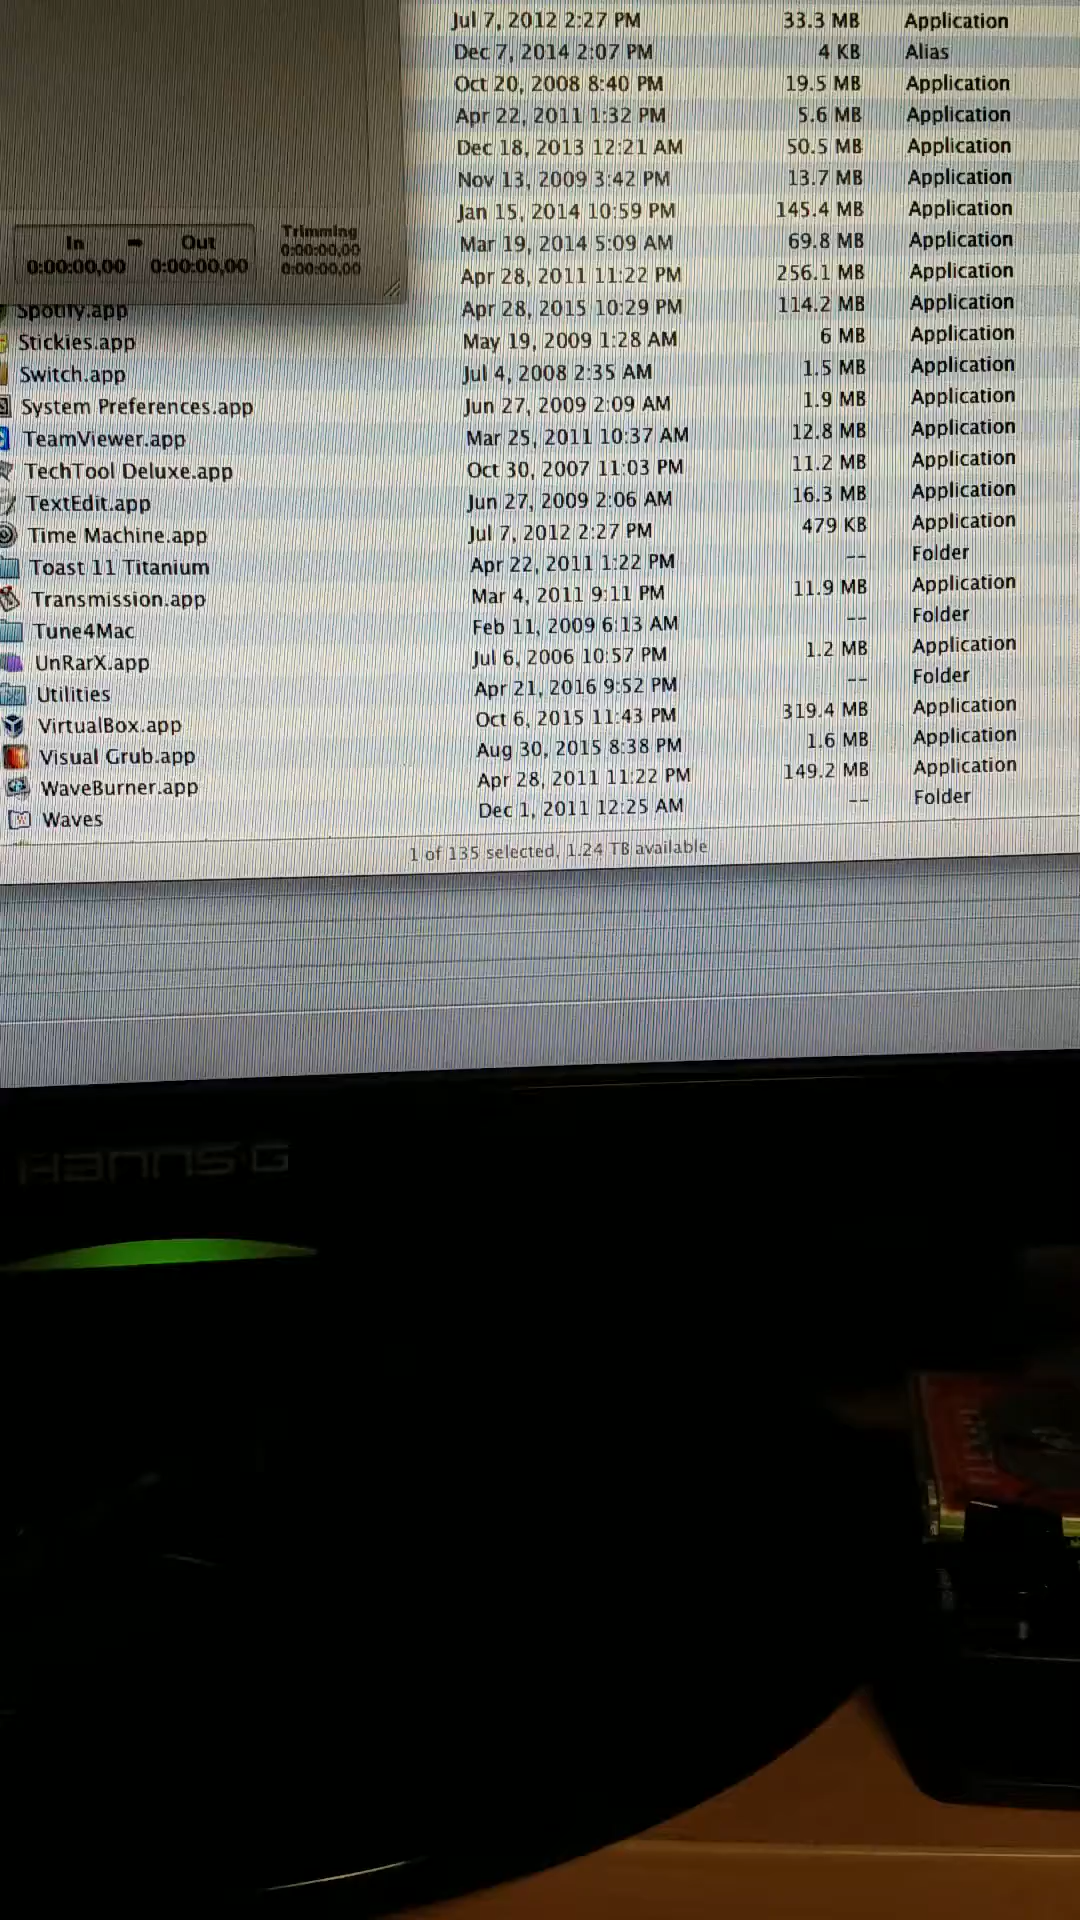 Jul 7, 2012 2:27 PM 33.3 MB Application
Dec 7, 2014 2:07 PM 4 KB Alias
Oct 20, 2008 8:40 PM 19.5 MB Application
Apr 22, 2011 1:32 PM 5.6 MB Application
Dec 18, 2013 12:21 AM 50.5 MB Application
Nov 13, 2009 3:42 PM 13.7 MB Application
Jan 15, 2014 10:59 PM 145.4 MB Application
Mar 19, 2014 5:09 AM 69.8 MB Application
Apr 28, 2011 11:22 PM 256.1 MB Application
In ➡ Out Trimming
0:00:00,00
0:00:00,00 0:00:00,00 0:00:00,00
Spotify.app Apr 28, 2015 10:29 PM 114.2 MB Application
Stickies.app May 19, 2009 1:28 AM 6 MB Application
Switch.app Jul 4, 2008 2:35 AM 1.5 MB Application
System Preferences.app Jun 27, 2009 2:09 AM 1.9 MB Application
TeamViewer.app Mar 25, 2011 10:37 AM 12.8 MB Application
TechTool Deluxe.app Oct 30, 2007 11:03 PM 11.2 MB Application
TextEdit.app Jun 27, 2009 2:06 AM 16.3 MB Application
Time Machine.app Jul 7, 2012 2:27 PM 479 KB Application
Toast 11 Titanium Apr 22, 2011 1:22 PM -- Folder
Transmission.app Mar 4, 2011 9:11 PM 11.9 MB Application
Tune4Mac Feb 11, 2009 6:13 AM -- Folder
UnRarX.app Jul 6, 2006 10:57 PM 1.2 MB Application
Utilities Apr 21, 2016 9:52 PM -- Folder
VirtualBox.app Oct 6, 2015 11:43 PM 319.4 MB Application
Visual Grub.app Aug 30, 2015 8:38 PM 1.6 MB Application
WaveBurner.app Apr 28, 2011 11:22 PM 149.2 MB Application
Waves Dec 1, 2011 12:25 AM -- Folder
1 of 135 selected, 1.24 TB available
HANNS·G